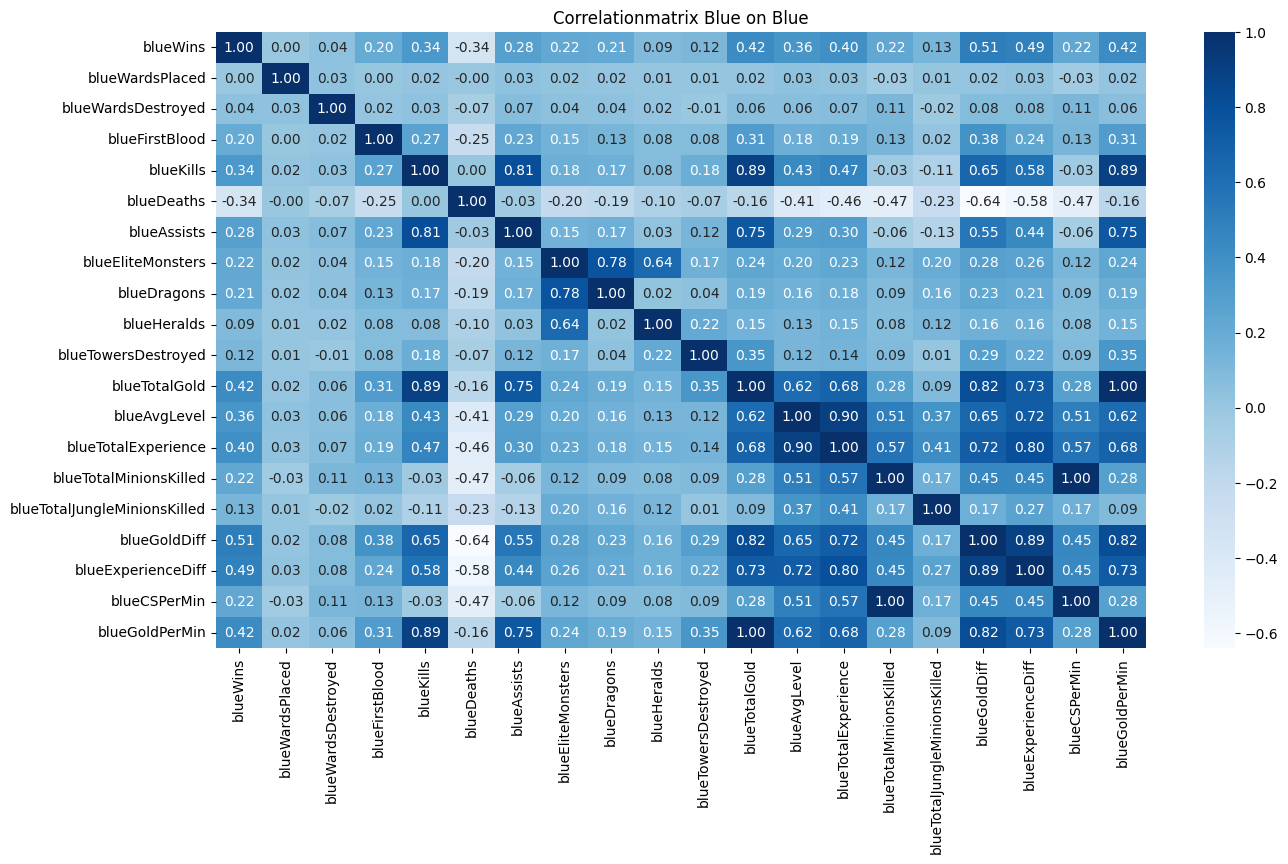 Correlationmatrix Blue on Blue
blueWins 1.00 0.00 0.04 0.20 0.34 -0.34 0.28 0.22 0.21 0.09 0.12 0.42 0.36 0.40 0.22 0.13 0.51 0.49 0.22 0.42
blueWardsPlaced 0.00 1.00 0.03 0.00 0.02 -0.00 0.03 0.02 0.02 0.01 0.01 0.02 0.03 0.03 -0.03 0.01 0.02 0.03 -0.03 0.02
blueWardsDestroyed 0.04 0.03 1.00 0.02 0.03 -0.07 0.07 0.04 0.04 0.02 -0.01 0.06 0.06 0.07 0.11 -0.02 0.08 0.08 0.11 0.06
blueFirstBlood 0.20 0.00 0.02 1.00 0.27 -0.25 0.23 0.15 0.13 0.08 0.08 0.31 0.18 0.19 0.13 0.02 0.38 0.24 0.13 0.31
blueKills 0.34 0.02 0.03 0.27 1.00 0.00 0.81 0.18 0.17 0.08 0.18 0.89 0.43 0.47 -0.03 -0.11 0.65 0.58 -0.03 0.89
blueDeaths -0.34 -0.00 -0.07 -0.25 0.00 1.00 -0.03 -0.20 -0.19 -0.10 -0.07 -0.16 -0.41 -0.46 -0.47 -0.23 -0.64 -0.58 -0.47 -0.16
blueAssists 0.28 0.03 0.07 0.23 0.81 -0.03 1.00 0.15 0.17 0.03 0.12 0.75 0.29 0.30 -0.06 -0.13 0.55 0.44 -0.06 0.75
blueEliteMonsters 0.22 0.02 0.04 0.15 0.18 -0.20 0.15 1.00 0.78 0.64 0.17 0.24 0.20 0.23 0.12 0.20 0.28 0.26 0.12 0.24
blueDragons 0.21 0.02 0.04 0.13 0.17 -0.19 0.17 0.78 1.00 0.02 0.04 0.19 0.16 0.18 0.09 0.16 0.23 0.21 0.09 0.19
blueHeralds 0.09 0.01 0.02 0.08 0.08 -0.10 0.03 0.64 0.02 1.00 0.22 0.15 0.13 0.15 0.08 0.12 0.16 0.16 0.08 0.15
blueTowersDestroyed 0.12 0.01 -0.01 0.08 0.18 -0.07 0.12 0.17 0.04 0.22 1.00 0.35 0.12 0.14 0.09 0.01 0.29 0.22 0.09 0.35
blueTotalGold 0.42 0.02 0.06 0.31 0.89 -0.16 0.75 0.24 0.19 0.15 0.35 1.00 0.62 0.68 0.28 0.09 0.82 0.73 0.28 1.00
blueAvgLevel 0.36 0.03 0.06 0.18 0.43 -0.41 0.29 0.20 0.16 0.13 0.12 0.62 1.00 0.90 0.51 0.37 0.65 0.72 0.51 0.62
blueTotalExperience 0.40 0.03 0.07 0.19 0.47 -0.46 0.30 0.23 0.18 0.15 0.14 0.68 0.90 1.00 0.57 0.41 0.72 0.80 0.57 0.68
blueTotalMinionsKilled 0.22 -0.03 0.11 0.13 -0.03 -0.47 -0.06 0.12 0.09 0.08 0.09 0.28 0.51 0.57 1.00 0.17 0.45 0.45 1.00 0.28
blueTotalJungleMinionsKilled 0.13 0.01 -0.02 0.02 -0.11 -0.23 -0.13 0.20 0.16 0.12 0.01 0.09 0.37 0.41 0.17 1.00 0.17 0.27 0.17 0.09
blueGoldDiff 0.51 0.02 0.08 0.38 0.65 -0.64 0.55 0.28 0.23 0.16 0.29 0.82 0.65 0.72 0.45 0.17 1.00 0.89 0.45 0.82
blueExperienceDiff 0.49 0.03 0.08 0.24 0.58 -0.58 0.44 0.26 0.21 0.16 0.22 0.73 0.72 0.80 0.45 0.27 0.89 1.00 0.45 0.73
blueCSPerMin 0.22 -0.03 0.11 0.13 -0.03 -0.47 -0.06 0.12 0.09 0.08 0.09 0.28 0.51 0.57 1.00 0.17 0.45 0.45 1.00 0.28
blueGoldPerMin 0.42 0.02 0.06 0.31 0.89 -0.16 0.75 0.24 0.19 0.15 0.35 1.00 0.62 0.68 0.28 0.09 0.82 0.73 0.28 1.00
blueWins
blueWardsPlaced
blueWardsDestroyed
blueFirstBlood
blueKills
blueDeaths
blueAssists
blueEliteMonsters
blueDragons
blueHeralds
blueTowersDestroyed
blueTotalGold
blueAvgLevel
blueTotalExperience
blueTotalMinionsKilled
blueTotalJungleMinionsKilled
blueGoldDiff
blueExperienceDiff
blueCSPerMin
blueGoldPerMin
1.0
0.8
0.6
0.4
0.2
0.0
−0.2
−0.4
−0.6